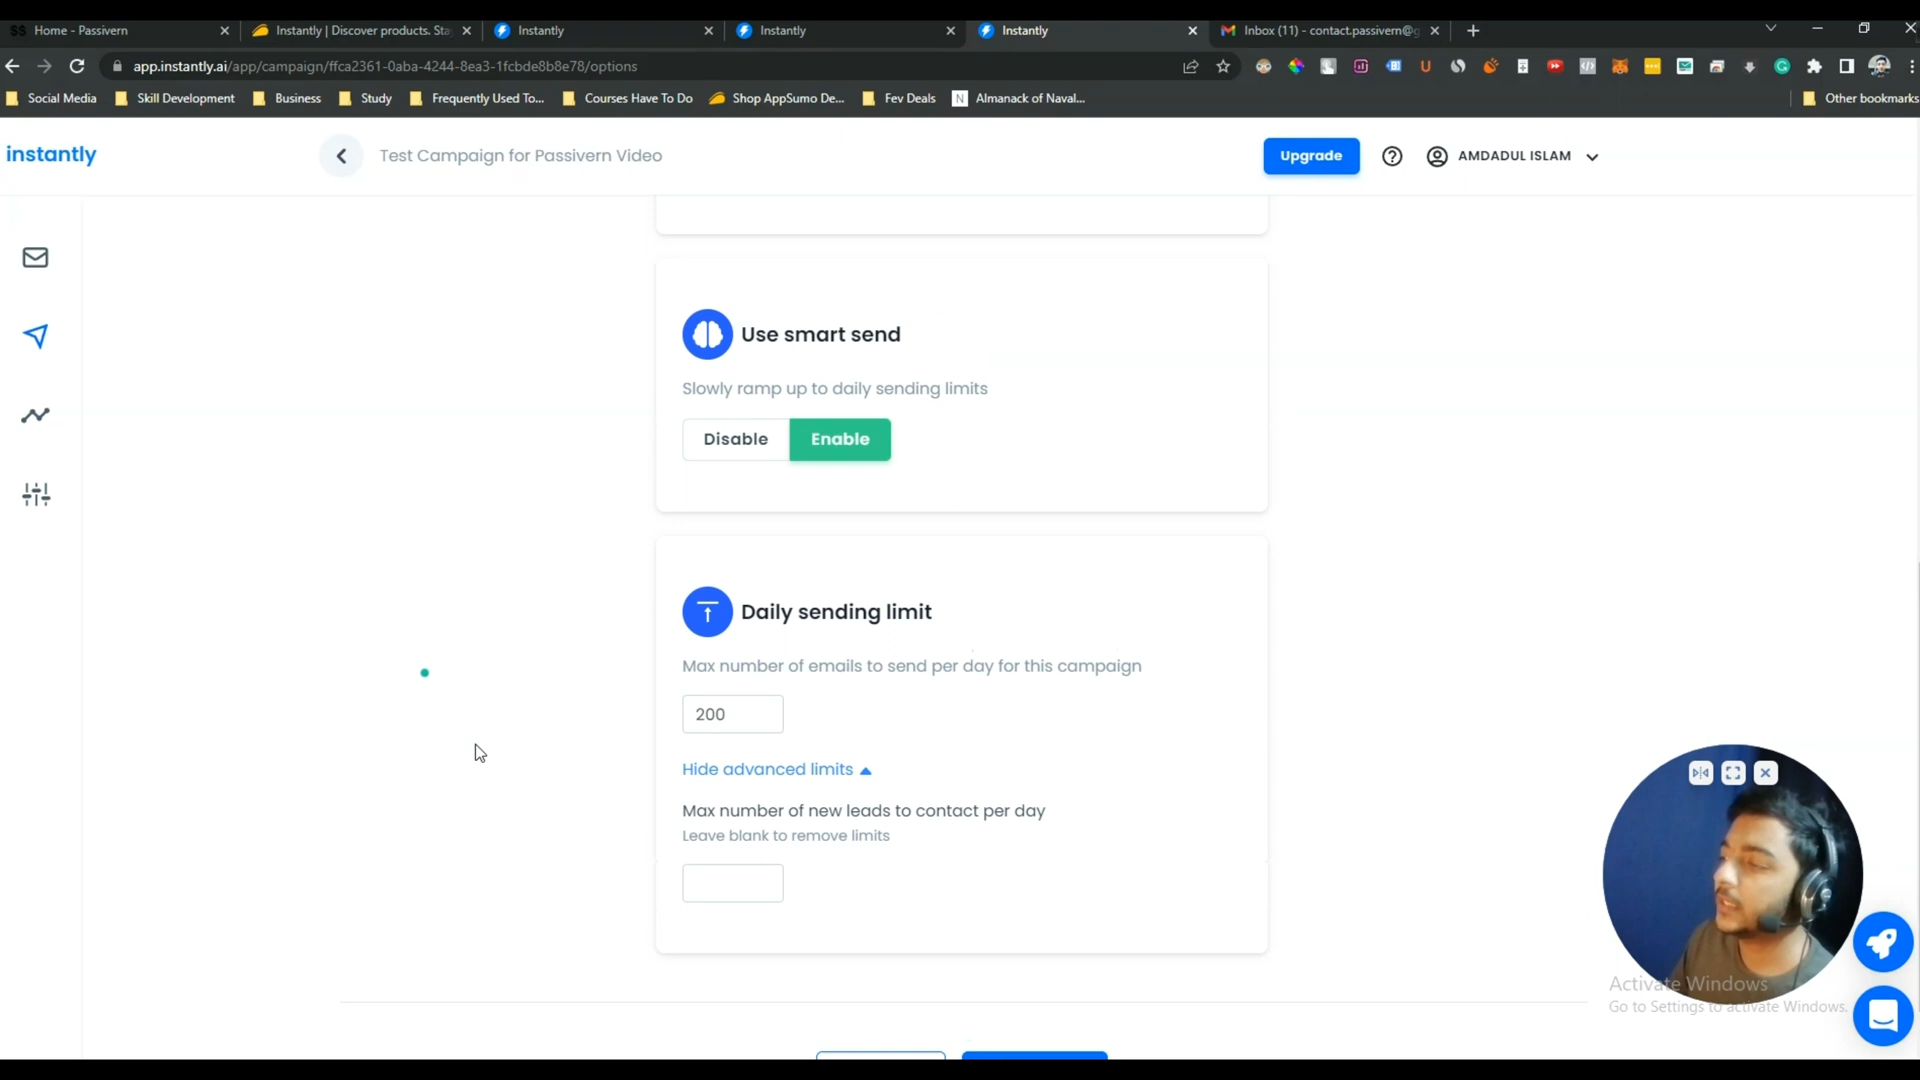 Home - Passivern
Instantly | Discover products. Sta
Instantly
Instantly
Instantly
Inbox (11) - contact.passivern@g
app.instantly.ai/app/campaign/ffca2361-0aba-4244-8ea3-1fcbde8b8e78/options
Social Media
Skill Development
Business
Study
Frequently Used To...
Courses Have To Do
Shop AppSumo De...
Fev Deals
Almanack of Naval...
Other bookmarks
instantly
Test Campaign for Passivern Video
Upgrade
AMDADUL ISLAM
Use smart send
Slowly ramp up to daily sending limits
Disable
Enable
Daily sending limit
Max number of emails to send per day for this campaign
200
Hide advanced limits
Max number of new leads to contact per day
Leave blank to remove limits
Activate Windows
Go to Settings to activate Windows.